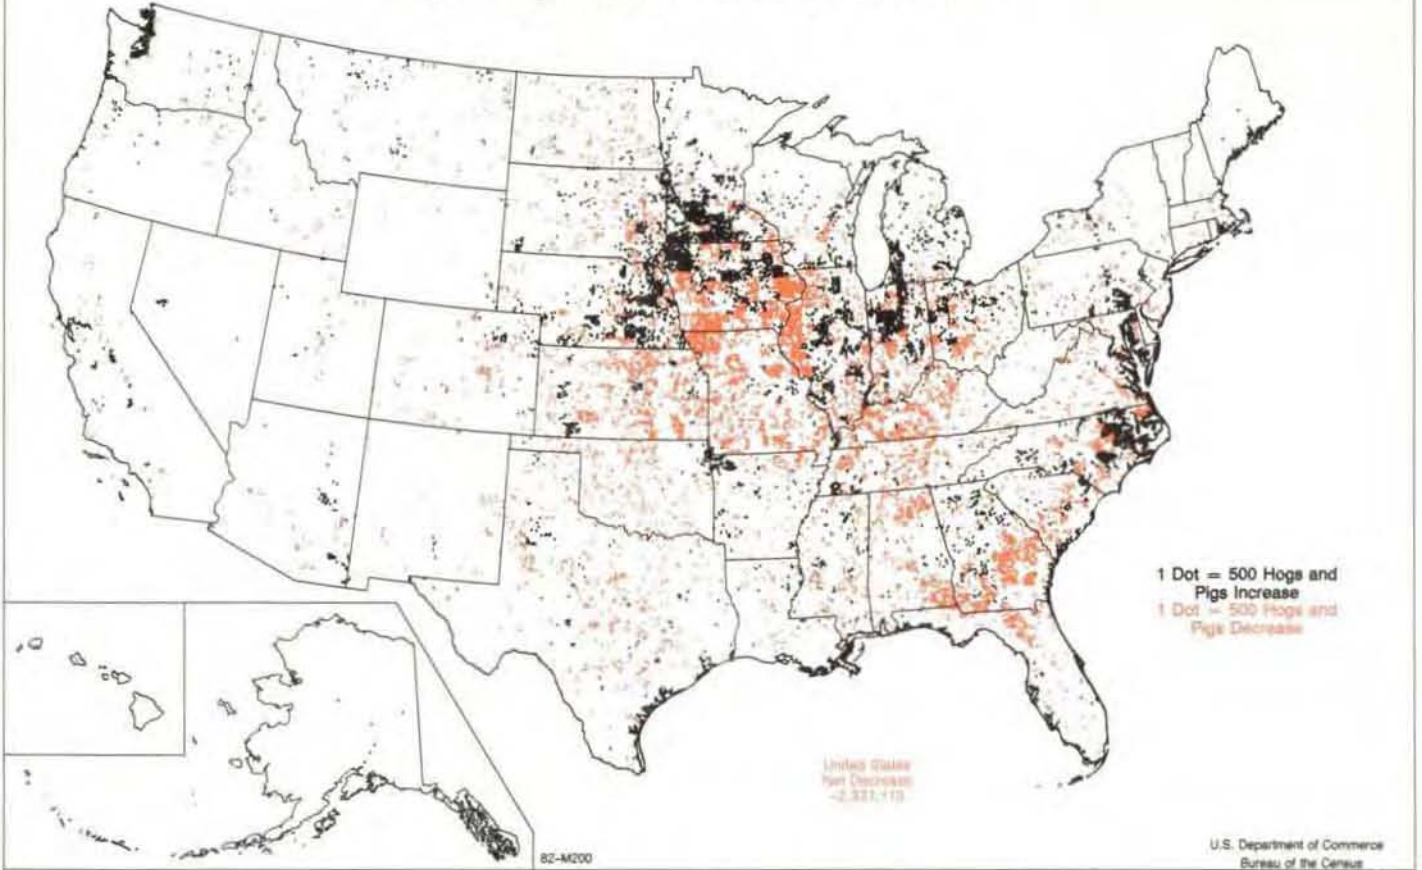 1 Dot = 500 Hogs and
Pigs Increase
1 Dot = 500 Hogs and
Pigs Decrease
United States
Net Decrease
82-M200
U.S. Department of Commerce
Bureau of the Census